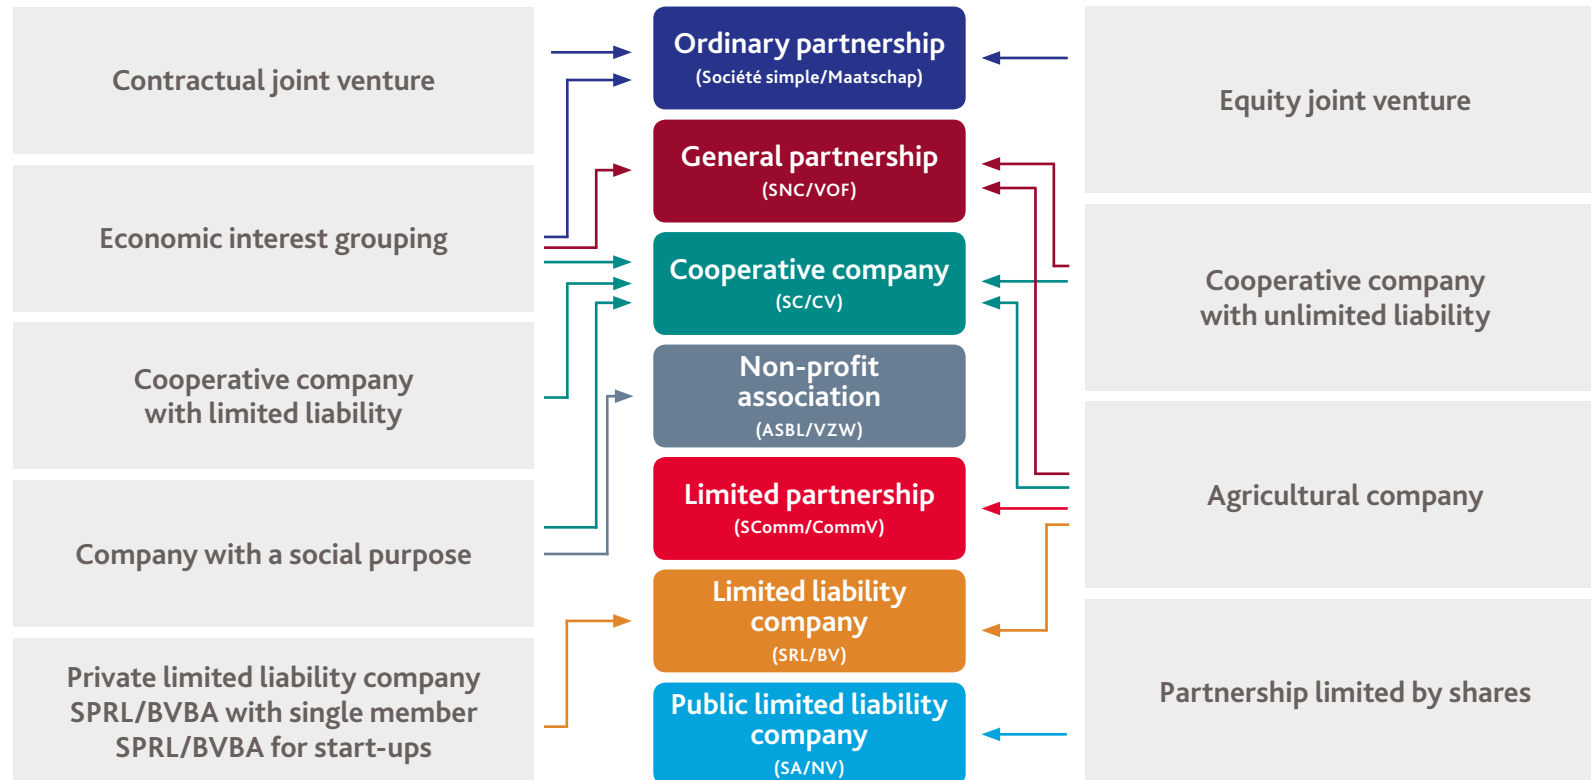 Contractual joint venture
Economic interest grouping
Cooperative company
with limited liability
Company with a social purpose
Private limited liability company
SPRL/BVBA with single member
SPRL/BVBA for start-ups
Ordinary partnership
(Société simple/Maatschap)
General partnership
(SNC/VOF)
Cooperative company
(SC/CV)
Non-profit
association
(ASBL/VZW)
Limited partnership
(SComm/CommV)
Limited liability
company
(SRL/BV)
Public limited liability
company
(SA/NV)
Equity joint venture
Cooperative company
with unlimited liability
Agricultural company
Partnership limited by shares